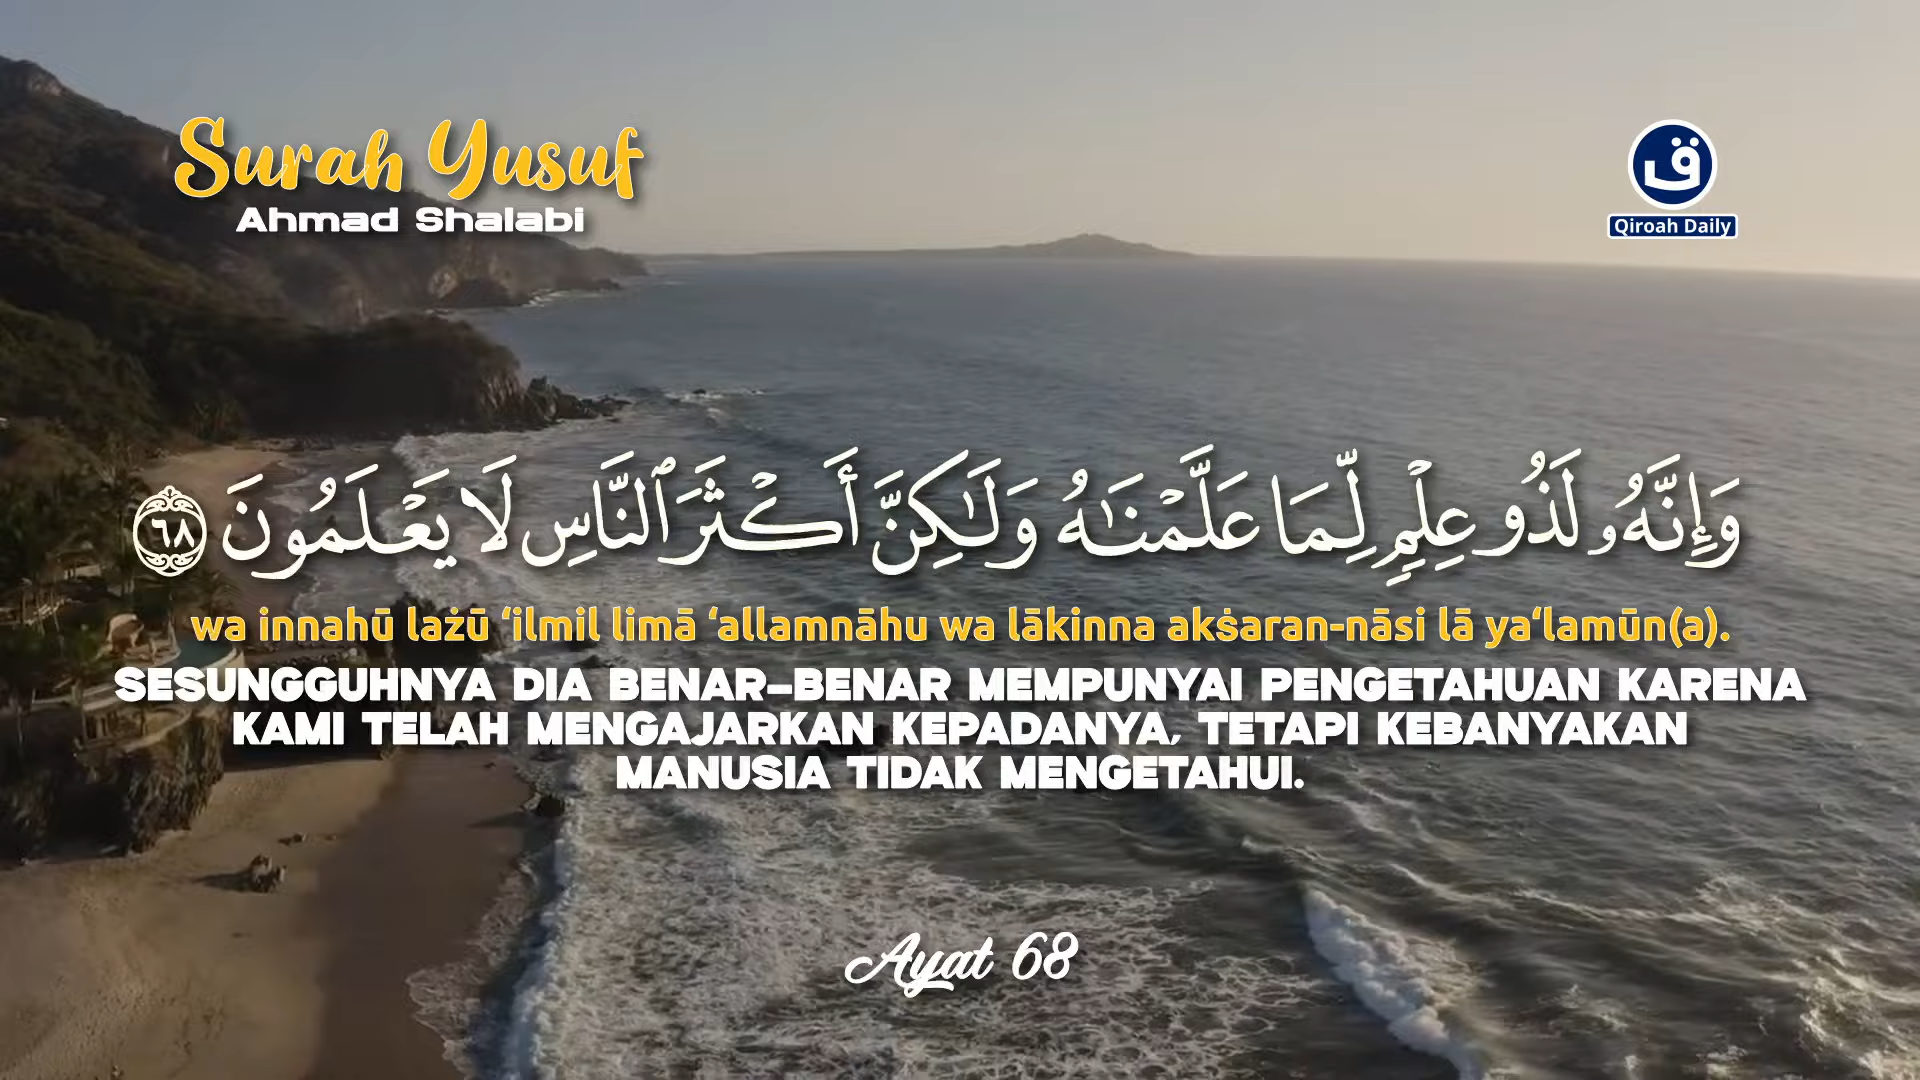 Surah Yusuf
Ahmad Shalabi
ق
Qiroah Daily
وَإِنَّهُۥ لَذُو عِلْمٍ لِّمَا عَلَّمْنَـٰهُ وَلَـٰكِنَّ أَكْثَرَ ٱلنَّاسِ لَا يَعْلَمُونَ ٦٨
wa innahū lażū ‘ilmil limā ‘allamnāhu wa lākinna akṡaran-nāsi lā ya‘lamūn(a).
SESUNGGUHNYA DIA BENAR-BENAR MEMPUNYAI PENGETAHUAN KARENA
KAMI TELAH MENGAJARKAN KEPADANYA, TETAPI KEBANYAKAN
MANUSIA TIDAK MENGETAHUI.
Ayat 68